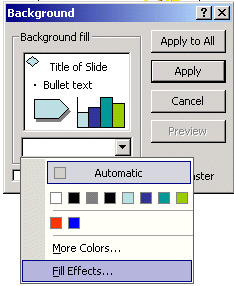 Background
Background fill
Title of Slide
• Bullet text
Apply to All
Apply
Cancel
Preview
Automatic
More Colors...
Fill Effects...